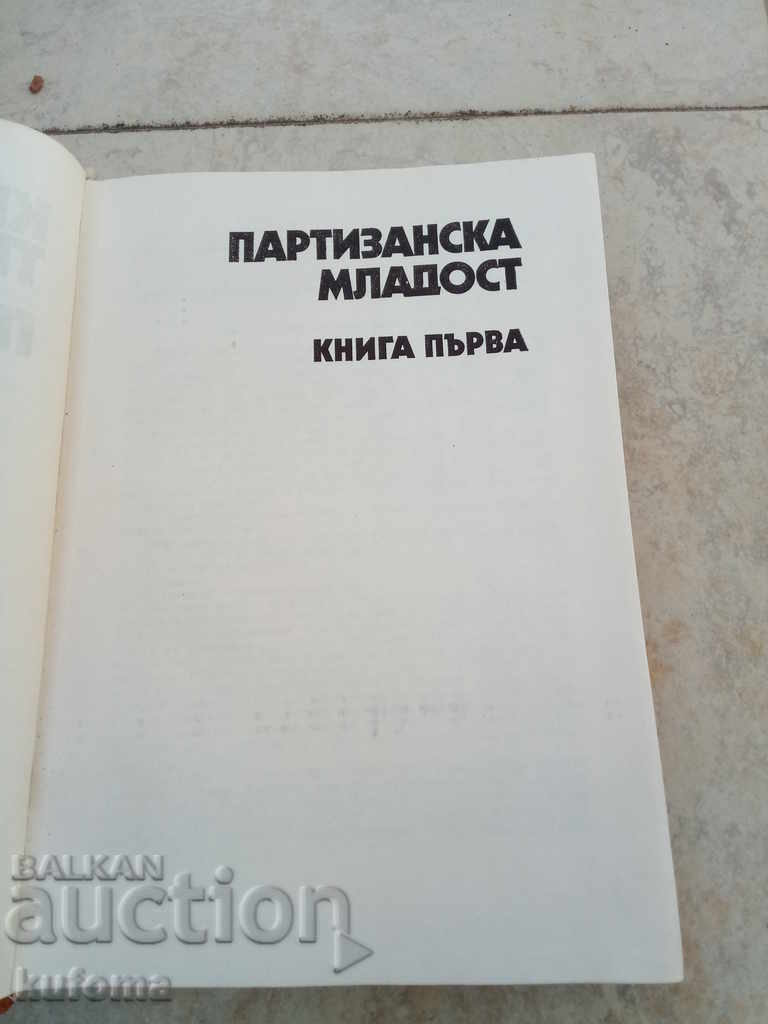 ПАРТИЗАНСКА
МЛАДОСТ
КНИГА ПЪРВА
BALKAN
auction
kufoma